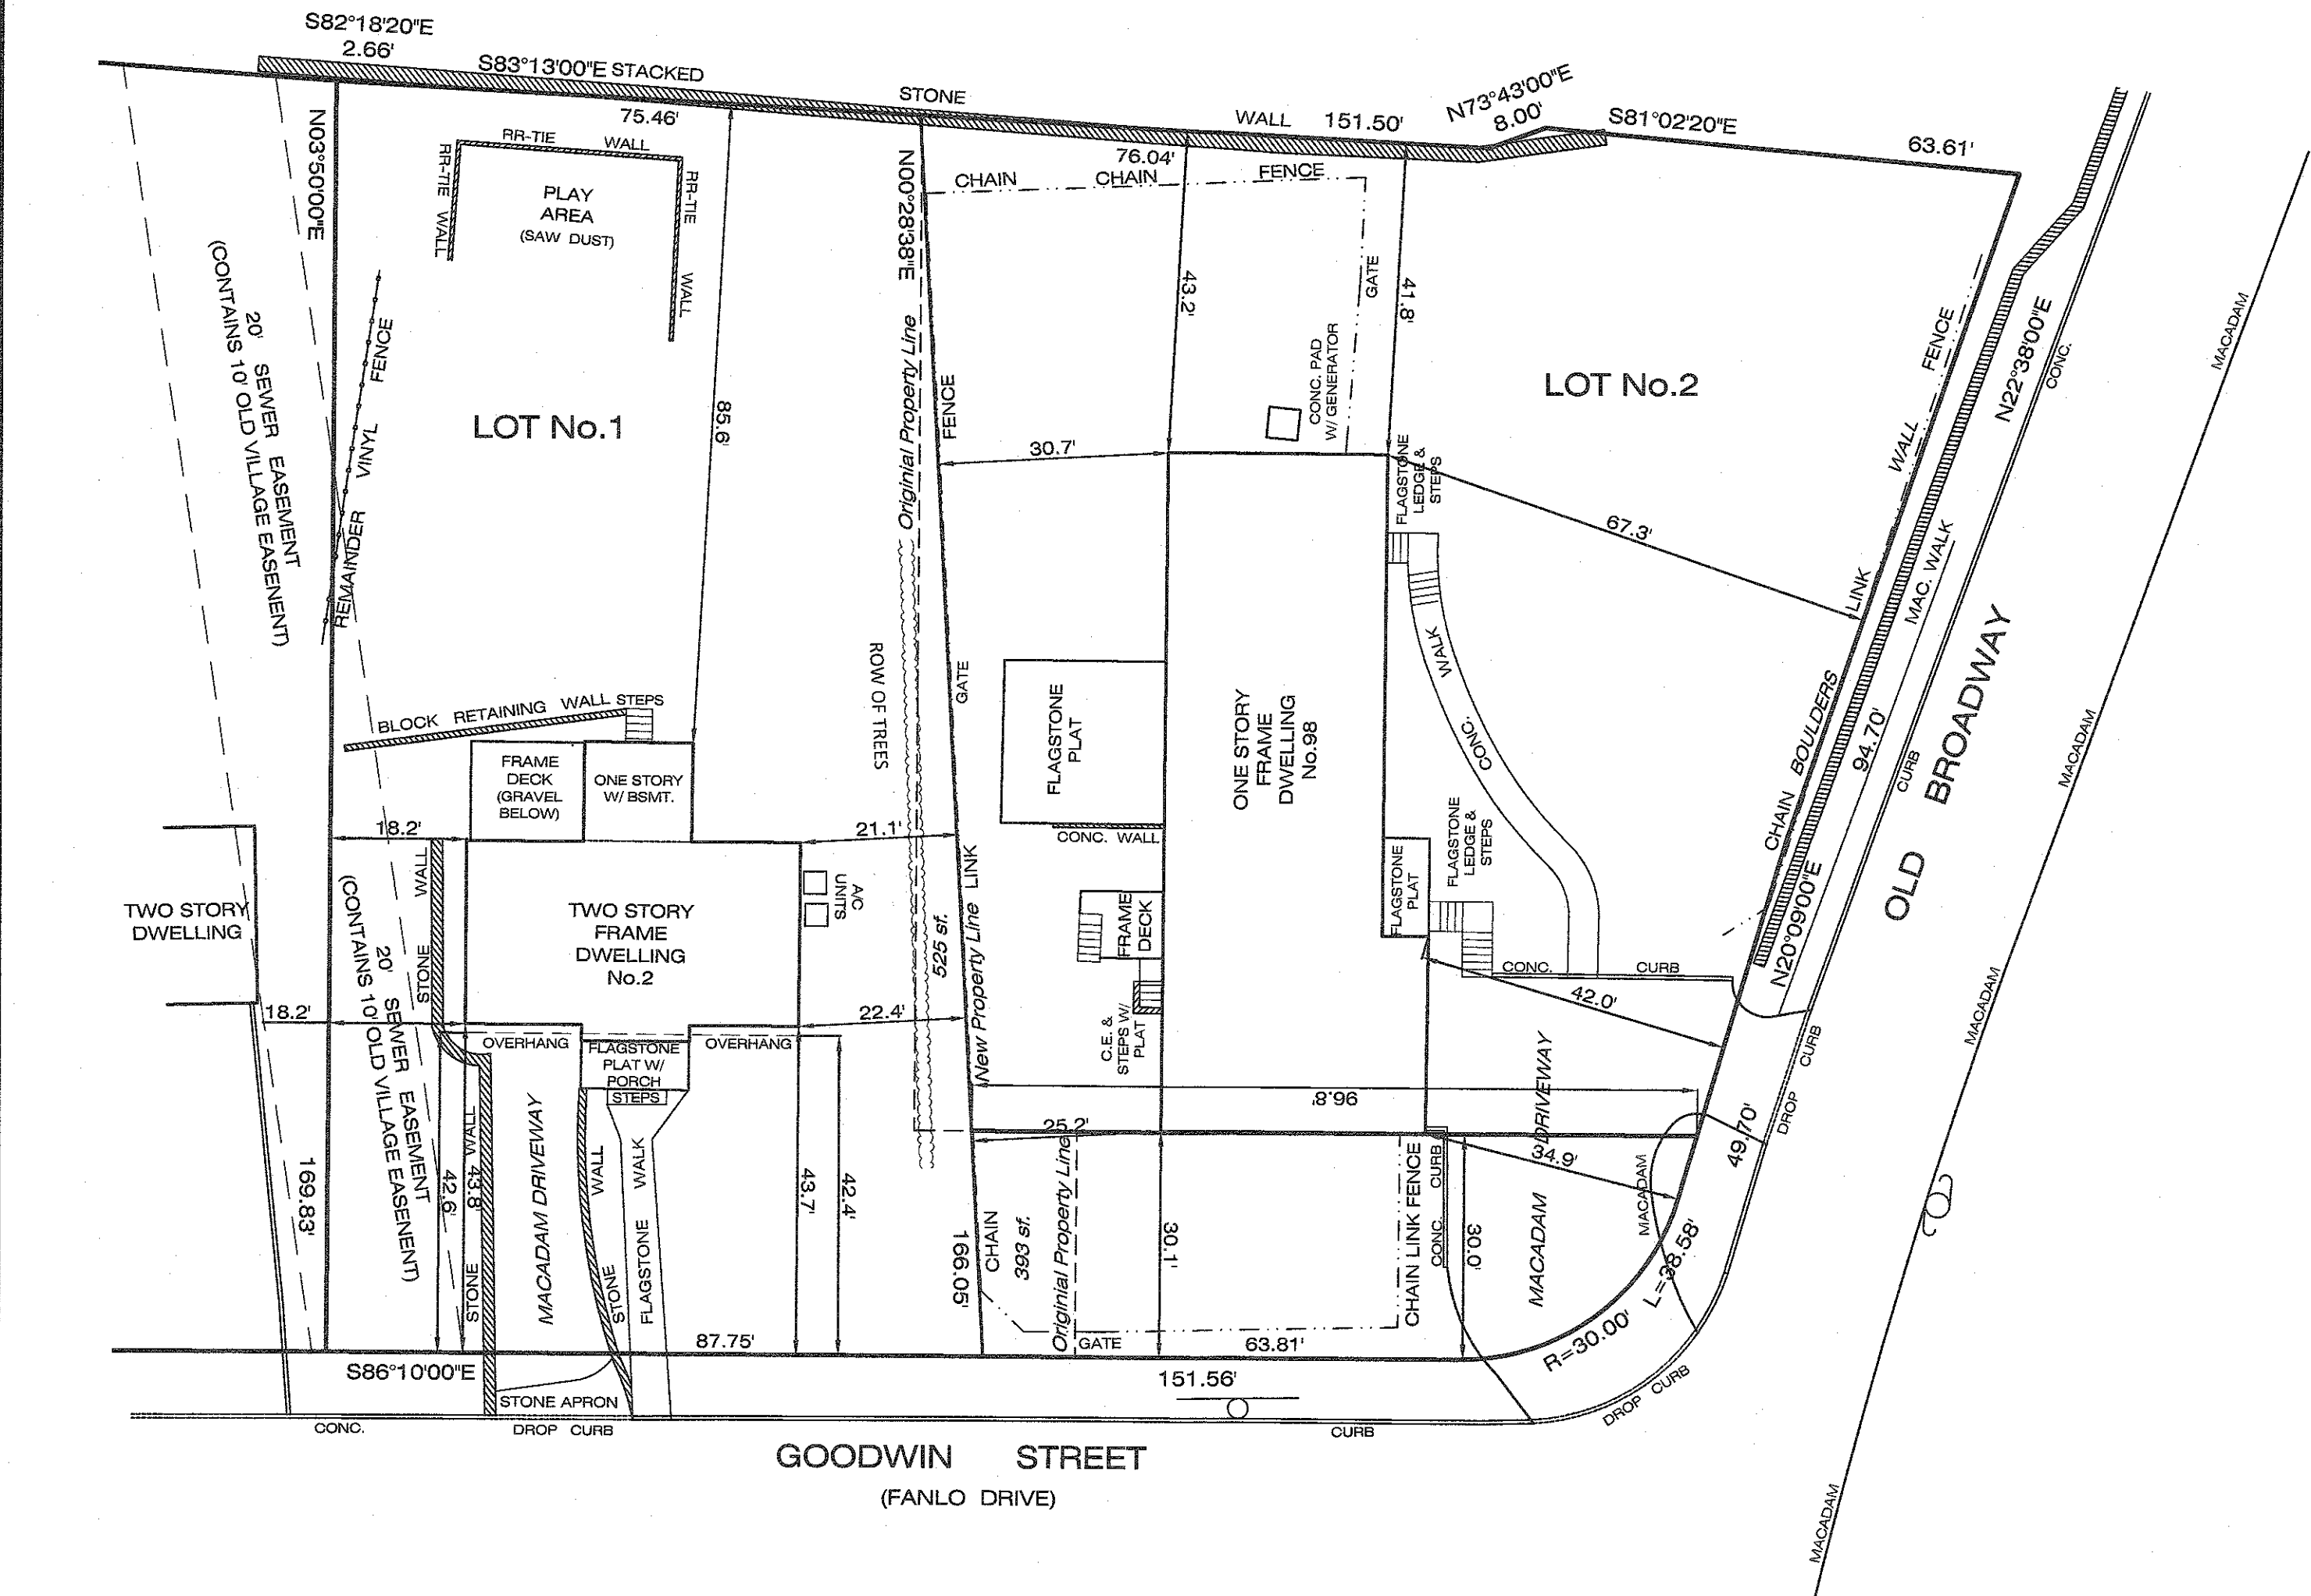 S82°18'20"E
2.66'
S83°13'00"E STACKED
STONE
WALL 151.50'
N73°43'00"E
8.00'
S81°02'20"E
63.61'
75.46'
76.04'
N03°50'00"E
RR-TIE WALL
RR-TIE WALL
RR-TIE WALL
PLAY
AREA
(SAW DUST)
N00°28'38"E
Originial Property Line
CHAIN CHAIN FENCE
GATE
43.2'
41.8'
CONC. PAD
W/ GENERATOR
20' SEWER EASEMENT
(CONTAINS 10' OLD VILLAGE EASENENT)
REMAINDER VINYL FENCE
LOT No.1
85.6'
FENCE
30.7'
LOT No.2
FLAGSTONE
LEDGE &
STEPS
67.3'
CHAIN LINK FENCE
BOULDERS WALL
N22°38'00"E
CONC.
MACADAM
MAC. WALK
94.70'
CURB
OLD BROADWAY
MACADAM
ROW OF TREES
GATE
FLAGSTONE
PLAT
ONE STORY
FRAME
DWELLING
No.98
CONC. WALK
BLOCK RETAINING WALL STEPS
FRAME
DECK
(GRAVEL
BELOW)
ONE STORY
W/ BSMT.
18.2'
21.1'
CONC. WALL
FLAGSTONE
PLAT
FLAGSTONE
LEDGE &
STEPS
N20°09'00"E
TWO STORY
DWELLING
STONE WALL
TWO STORY
FRAME
DWELLING
No.2
A/C
UNITS
525 sf.
New Property Line LINK
FRAME
DECK
C.E. &
STEPS W/
PLAT
CONC. CURB
42.0'
MACADAM
18.2'
22.4'
20' SEWER EASEMENT
(CONTAINS 10' OLD VILLAGE EASENENT)
OVERHANG
FLAGSTONE
PLAT W/
PORCH
STEPS
OVERHANG
96.8'
DROP CURB
49.70'
25.2'
34.9'
MACADAM DRIVEWAY
MACADAM
169.83'
42.6'
43.8'
STONE WALL
MACADAM DRIVEWAY
STONE WALL
FLAGSTONE WALK
43.7'
42.4'
166.05'
CHAIN
393 sf.
Originial Property Line
30.1'
CHAIN LINK FENCE
CONC. CURB
30.0'
L=38.58'
R=30.00'
87.75'
GATE
63.81'
S86°10'00"E
151.56'
STONE APRON
CONC.
DROP CURB
CURB
DROP CURB
MACADAM
GOODWIN STREET
(FANLO DRIVE)